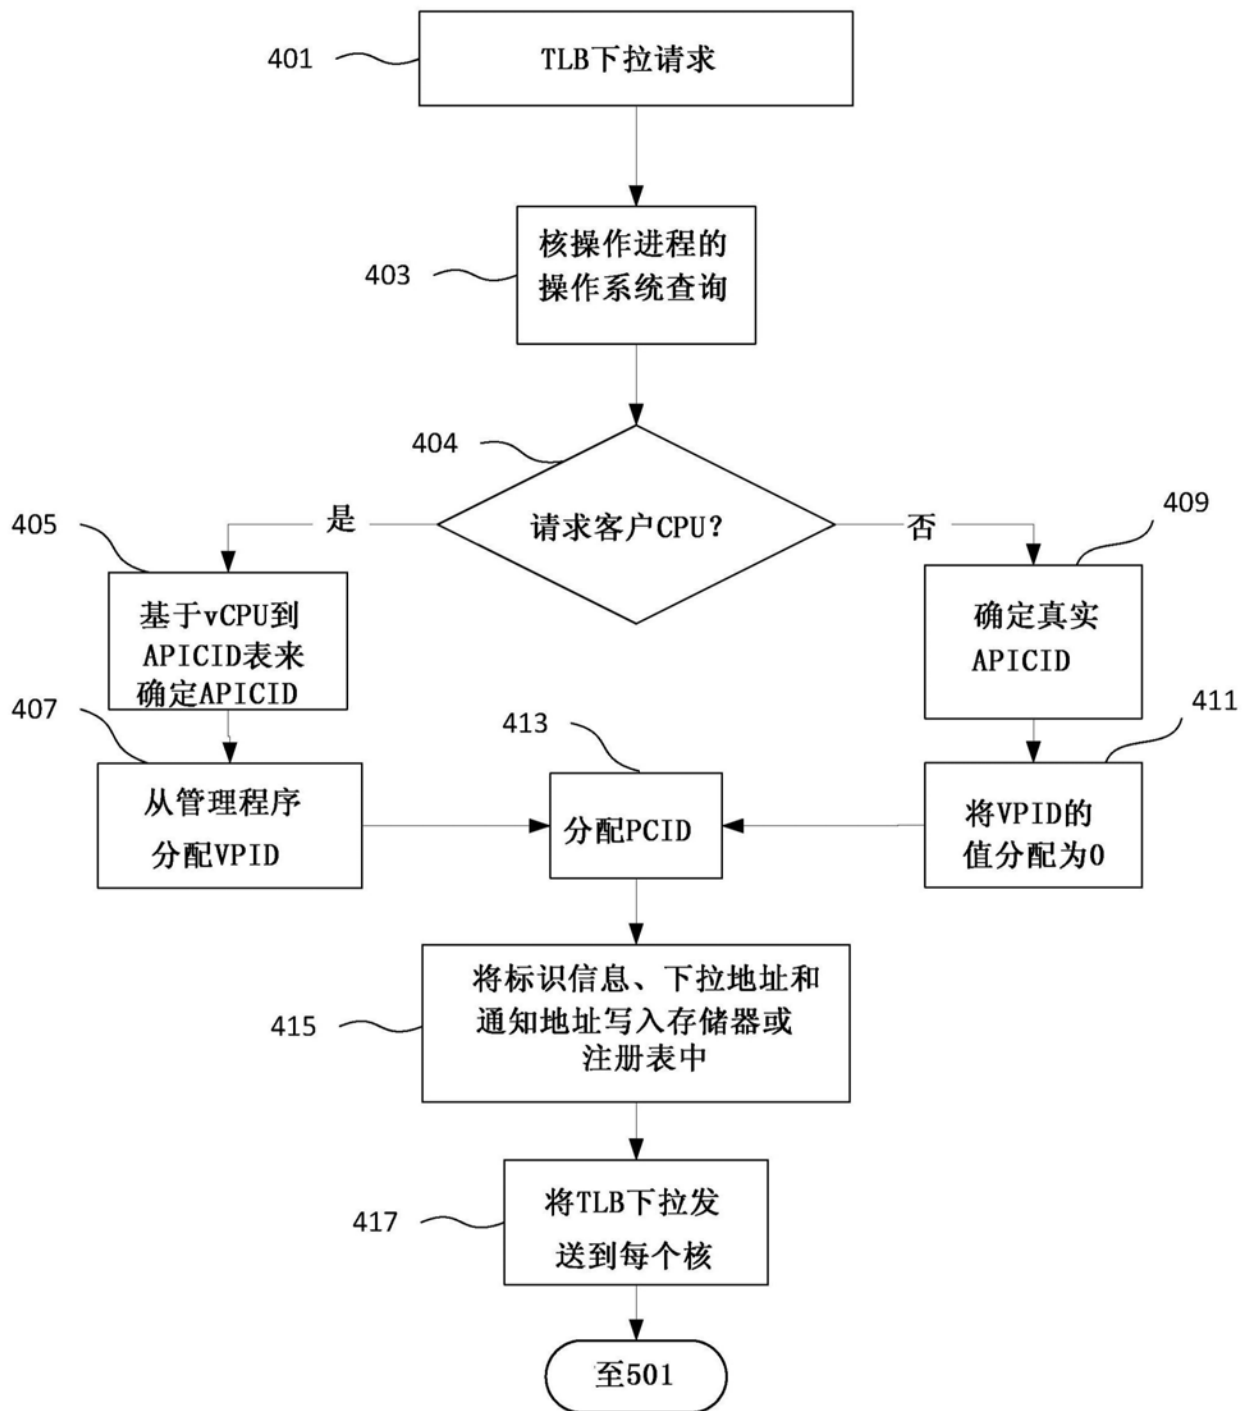 401
TLB下拉请求
403
核操作进程的
操作系统查询
404
请求客户CPU？
是
否
405
基于vCPU到
APICID表来
确定APICID
409
确定真实
APICID
407
从管理程序
分配VPID
413
分配PCID
411
将VPID的
值分配为0
415
将标识信息、下拉地址和
通知地址写入存储器或
注册表中
417
将TLB下拉发
送到每个核
至501